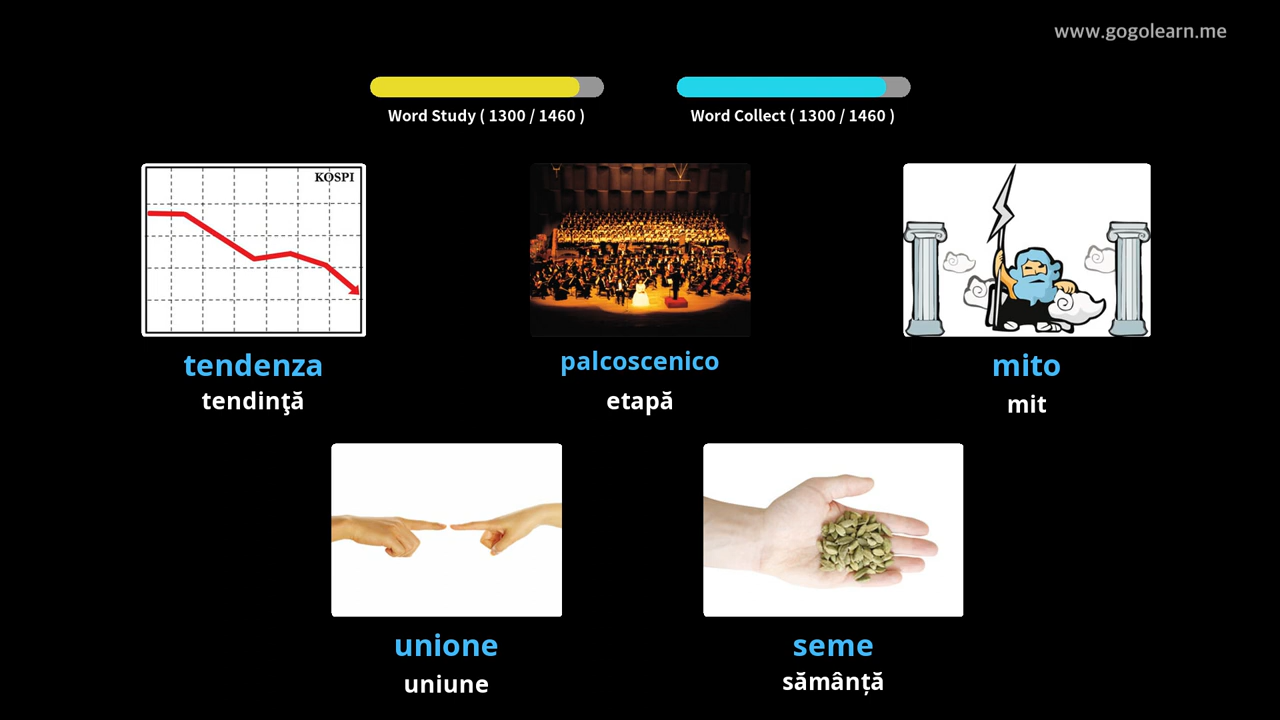 www.gogolearn.me
Word Study ( 1300 / 1460 )
Word Collect ( 1300 / 1460 )
KOSPI
tendenza
tendinţă
palcoscenico
etapă
mito
mit
unione
uniune
seme
sămânță